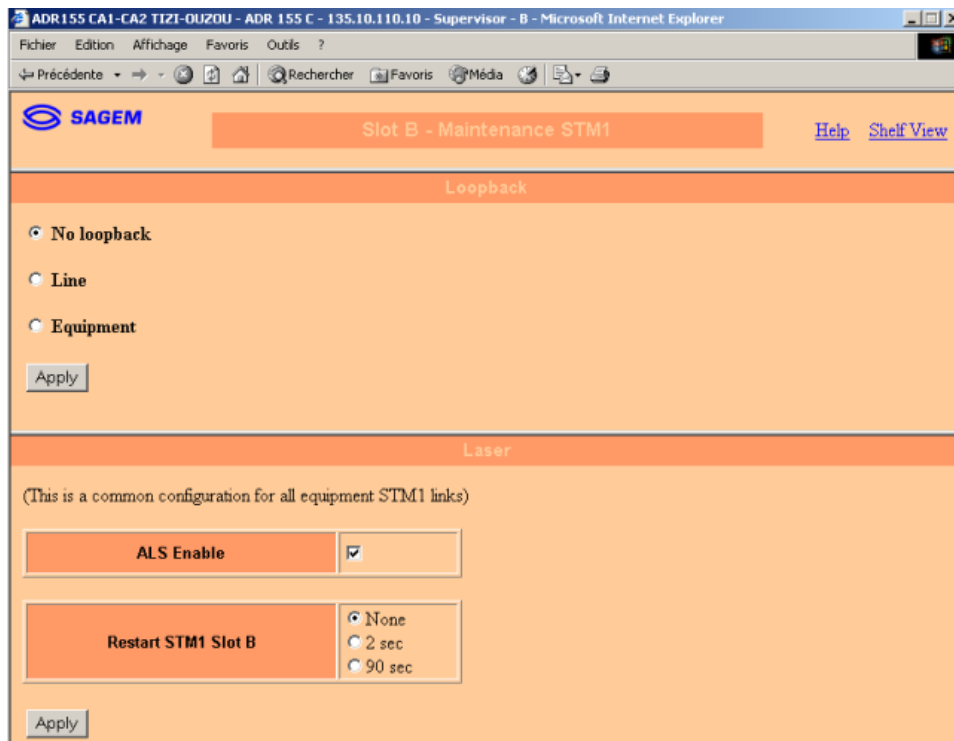 ADR155 CA1-CA2 TIZI-OUZOU - ADR 155 C - 135.10.110.10 - Supervisor - B - Microsoft Internet Explorer
Fichier Edition Affichage Favoris Outils ?
Précédente Rechercher Favoris Média
SAGEM
Slot B - Maintenance STM1
Help Shelf View
Loopback
No loopback
Line
Equipment
Apply
Laser
(This is a common configuration for all equipment STM1 links)
ALS Enable
Restart STM1 Slot B
None
2 sec
90 sec
Apply